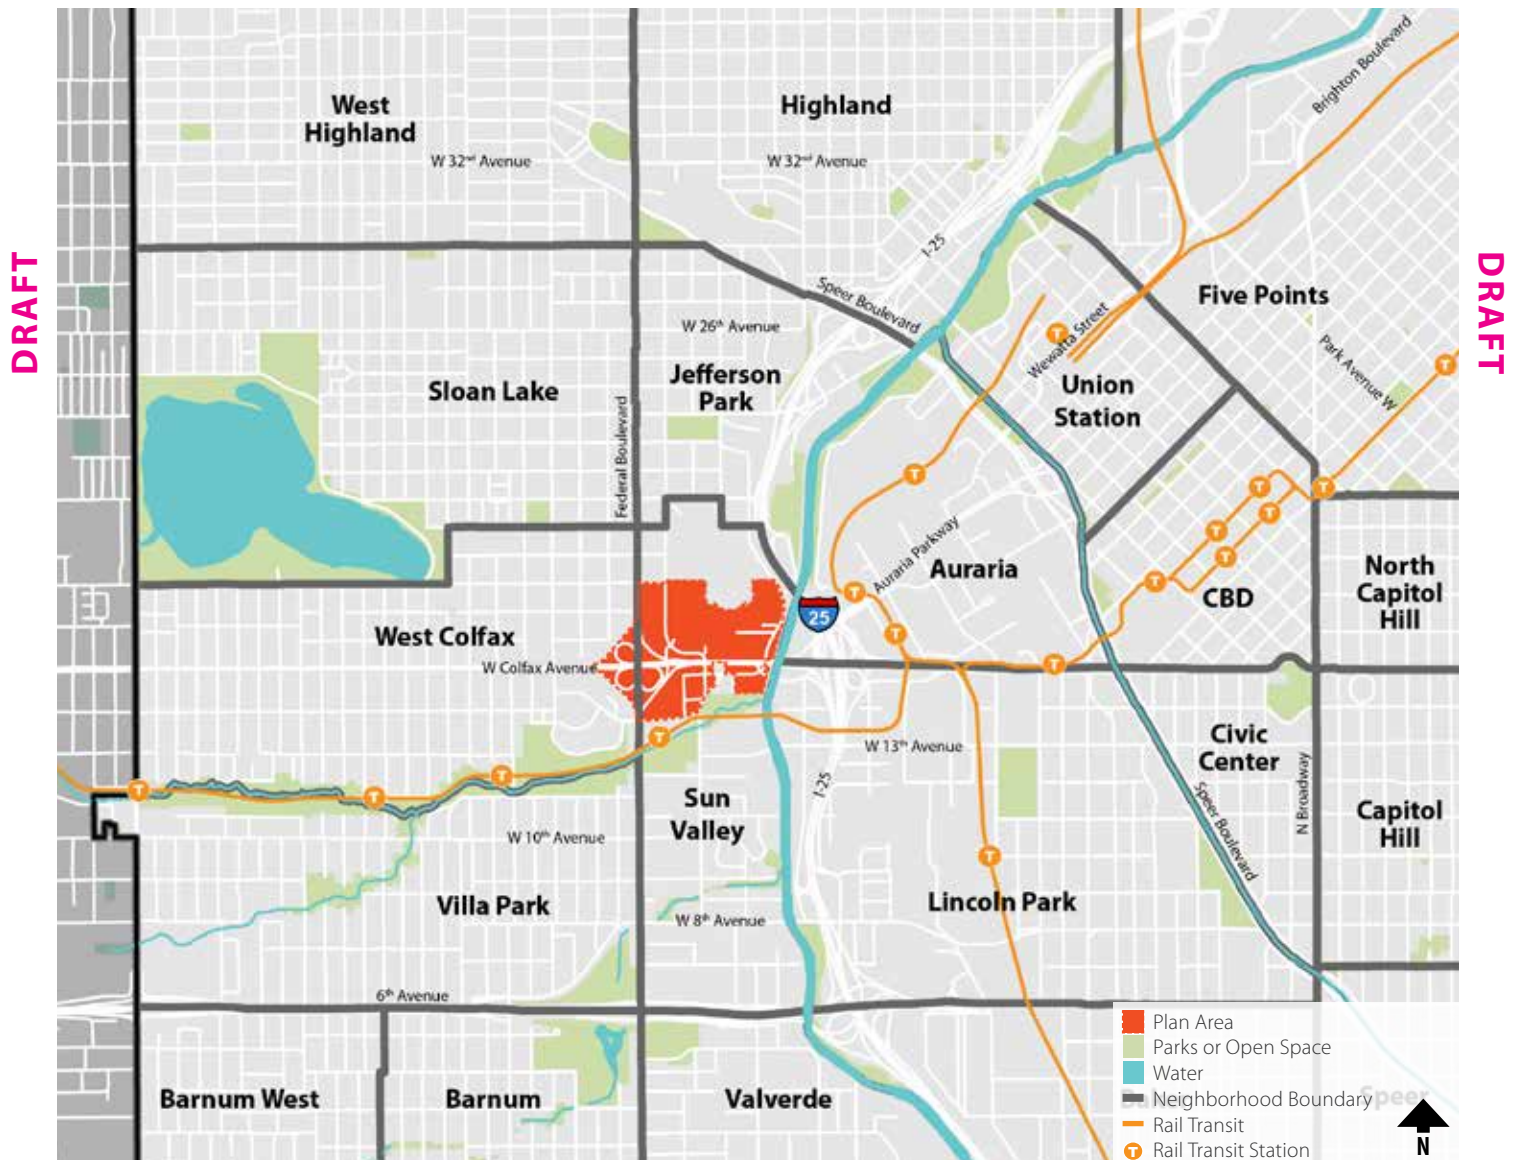 West
Highland
Highland
W 32nd Avenue
W 32nd Avenue
Brighton Boulevard
I-25
DRAFT
DRAFT
Speer Boulevard
Five Points
W 26th Avenue
Wewatta Street
Park Avenue W
Sloan Lake
Jefferson
Park
Union
Station
Federal Boulevard
T
T
T
T
T
T
T
T
T
T
Auraria Parkway
Auraria
T
T
CBD
North
Capitol
Hill
25
West Colfax
W Colfax Avenue
T
T
T
T
T
T
W 13th Avenue
Civic
Center
I-25
N Broadway
Speer Boulevard
Sun
Valley
Capitol
Hill
W 10th Avenue
T
Villa Park
Lincoln Park
W 8th Avenue
6th Avenue
Barnum West
Barnum
Valverde
Plan Area
Parks or Open Space
Water
Neighborhood Boundary
Speer
Rail Transit
T Rail Transit Station
N